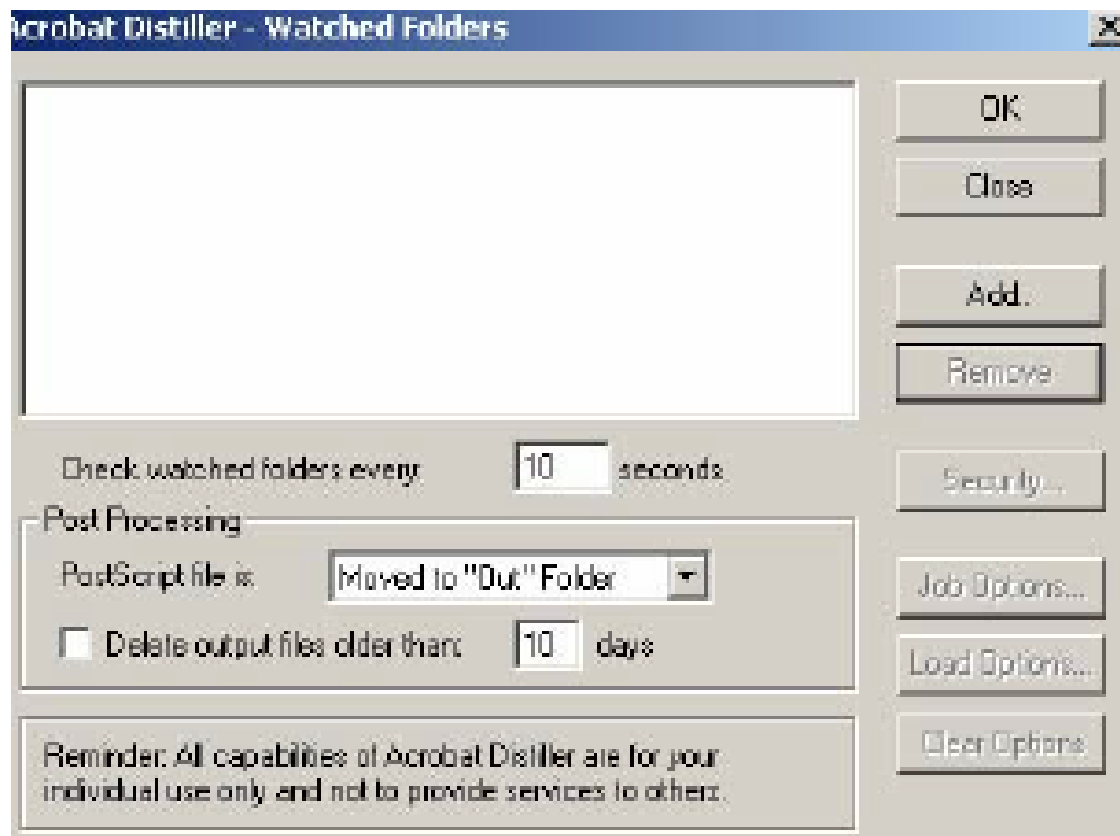 Acrobat Distiller - Watched Folders
OK
Close
Add..
Remove
Check watched folders every: 10 seconds
Security...
Post Processing
PostScript file is: Moved to "Out" Folder
Job Options...
Delete output files older than: 10 days
Load Options...
Clear Options
Reminder: All capabilities of Acrobat Distiller are for your
individual use only and not to provide services to others.